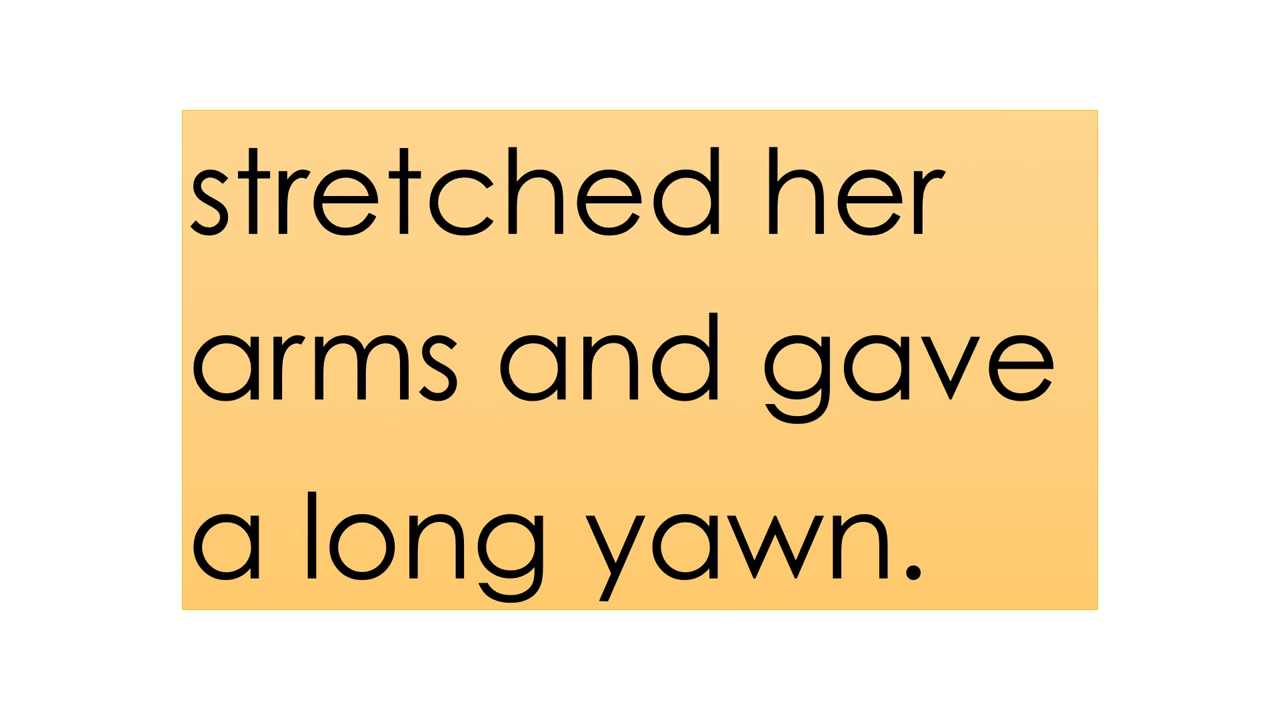 stretched her
arms and gave
a long yawn.